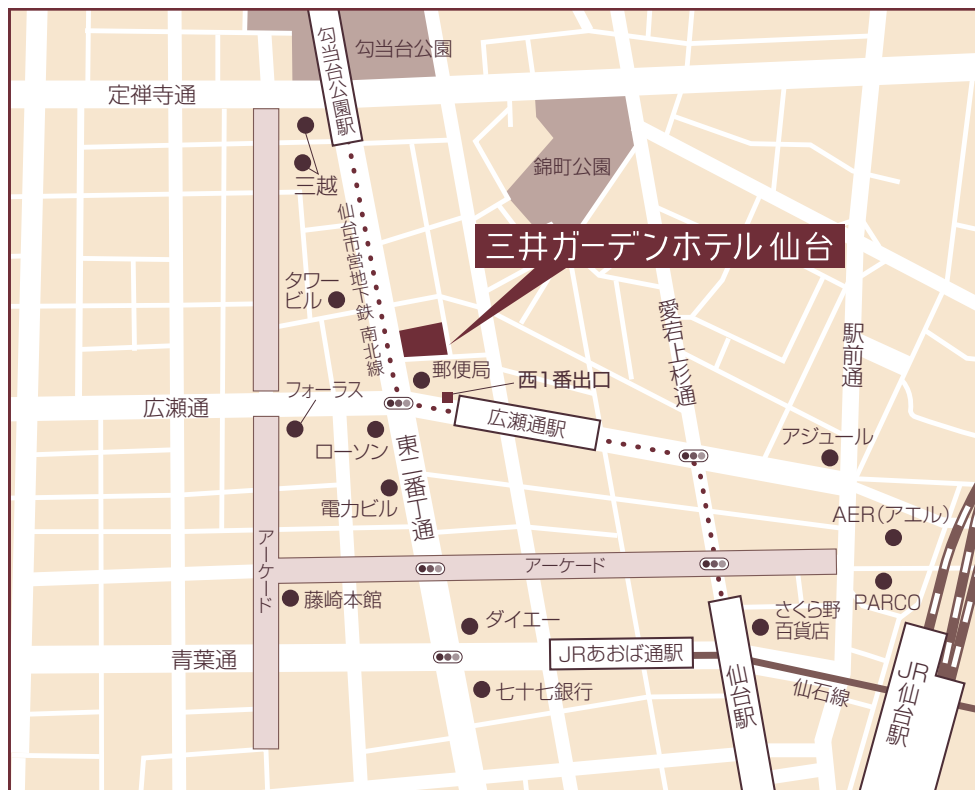 勾当台公園
勾当台公園駅
定禅寺通
三越
錦町公園
三井ガーデンホテル 仙台
仙台市営地下鉄 南北線
タワー
ビル
愛宕上杉通
駅前通
郵便局
西1番出口
フォーラス
広瀬通
広瀬通駅
ローソン
東二番丁通
アジュール
電力ビル
AER(アエル)
アーケード
アーケード
藤崎本館
ダイエー
さくら野
百貨店
PARCO
青葉通
JRあおば通駅
仙台駅
仙石線
JR仙台駅
七十七銀行